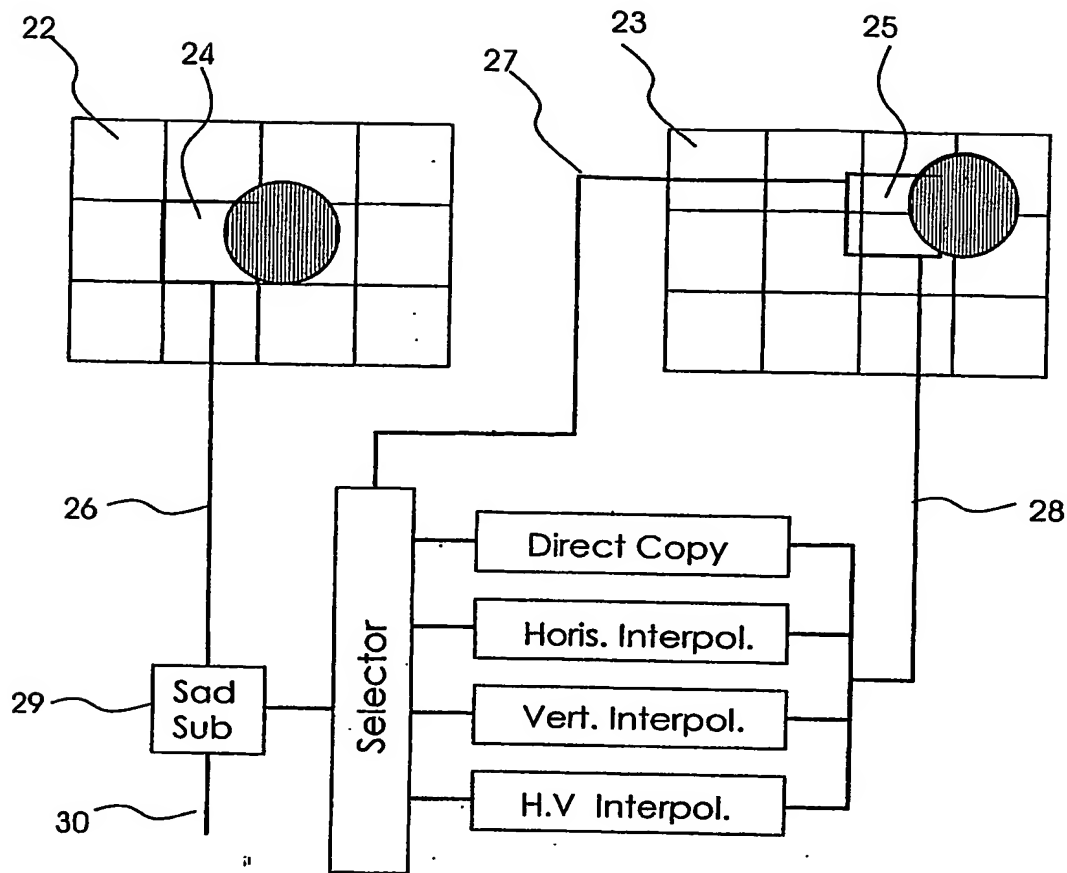 22
24
27
23
25
26
28
Direct Copy
Horis. Interpol.
Vert. Interpol.
H.V Interpol.
Selector
29
Sad
Sub
30